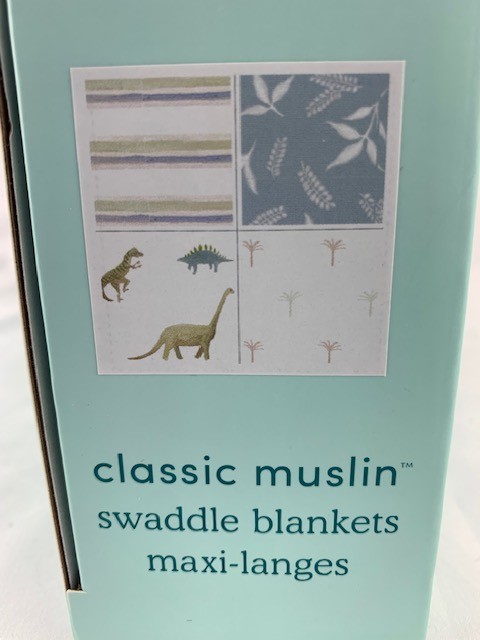 classic muslin™
swaddle blankets
maxi-langes